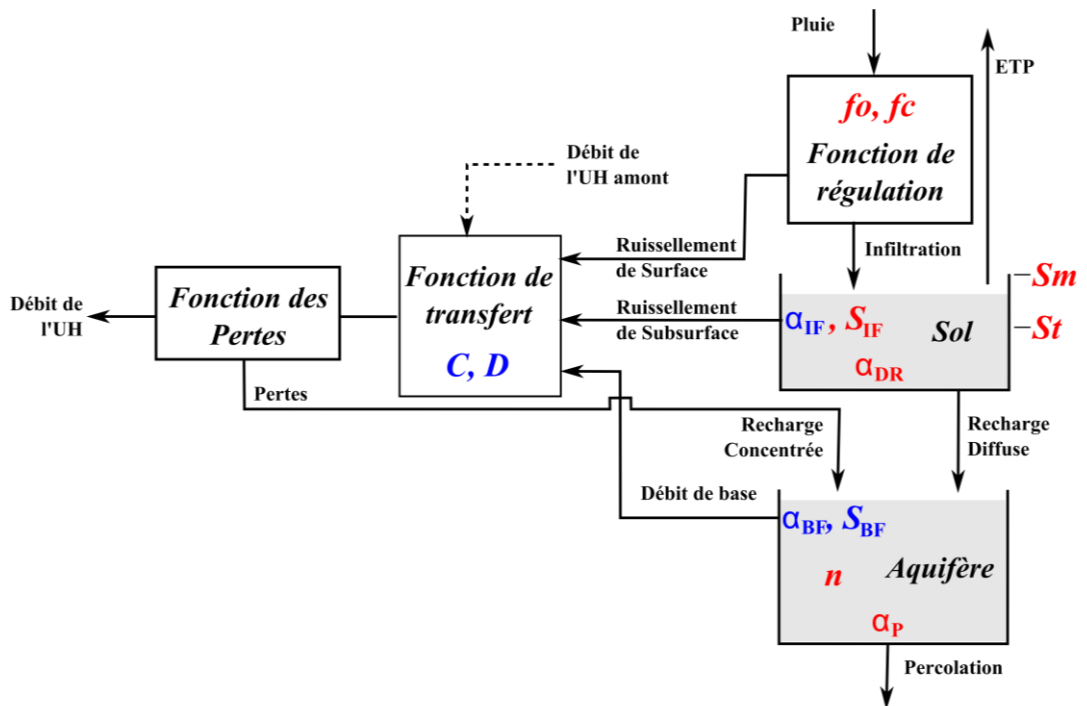 Pluie
ETP
fo, fc
Fonction de
régulation
Débit de
l'UH amont
Ruissellement
de Surface
Infiltration
Fonction de
transfert
C, D
Fonction des
Pertes
Débit de
l'UH
Ruissellement
de Subsurface
αIF, SIF
Sol
αDR
Sm
St
Pertes
Recharge
Concentrée
Recharge
Diffuse
Débit de base
αBF, SBF
n
Aquifère
αP
Percolation